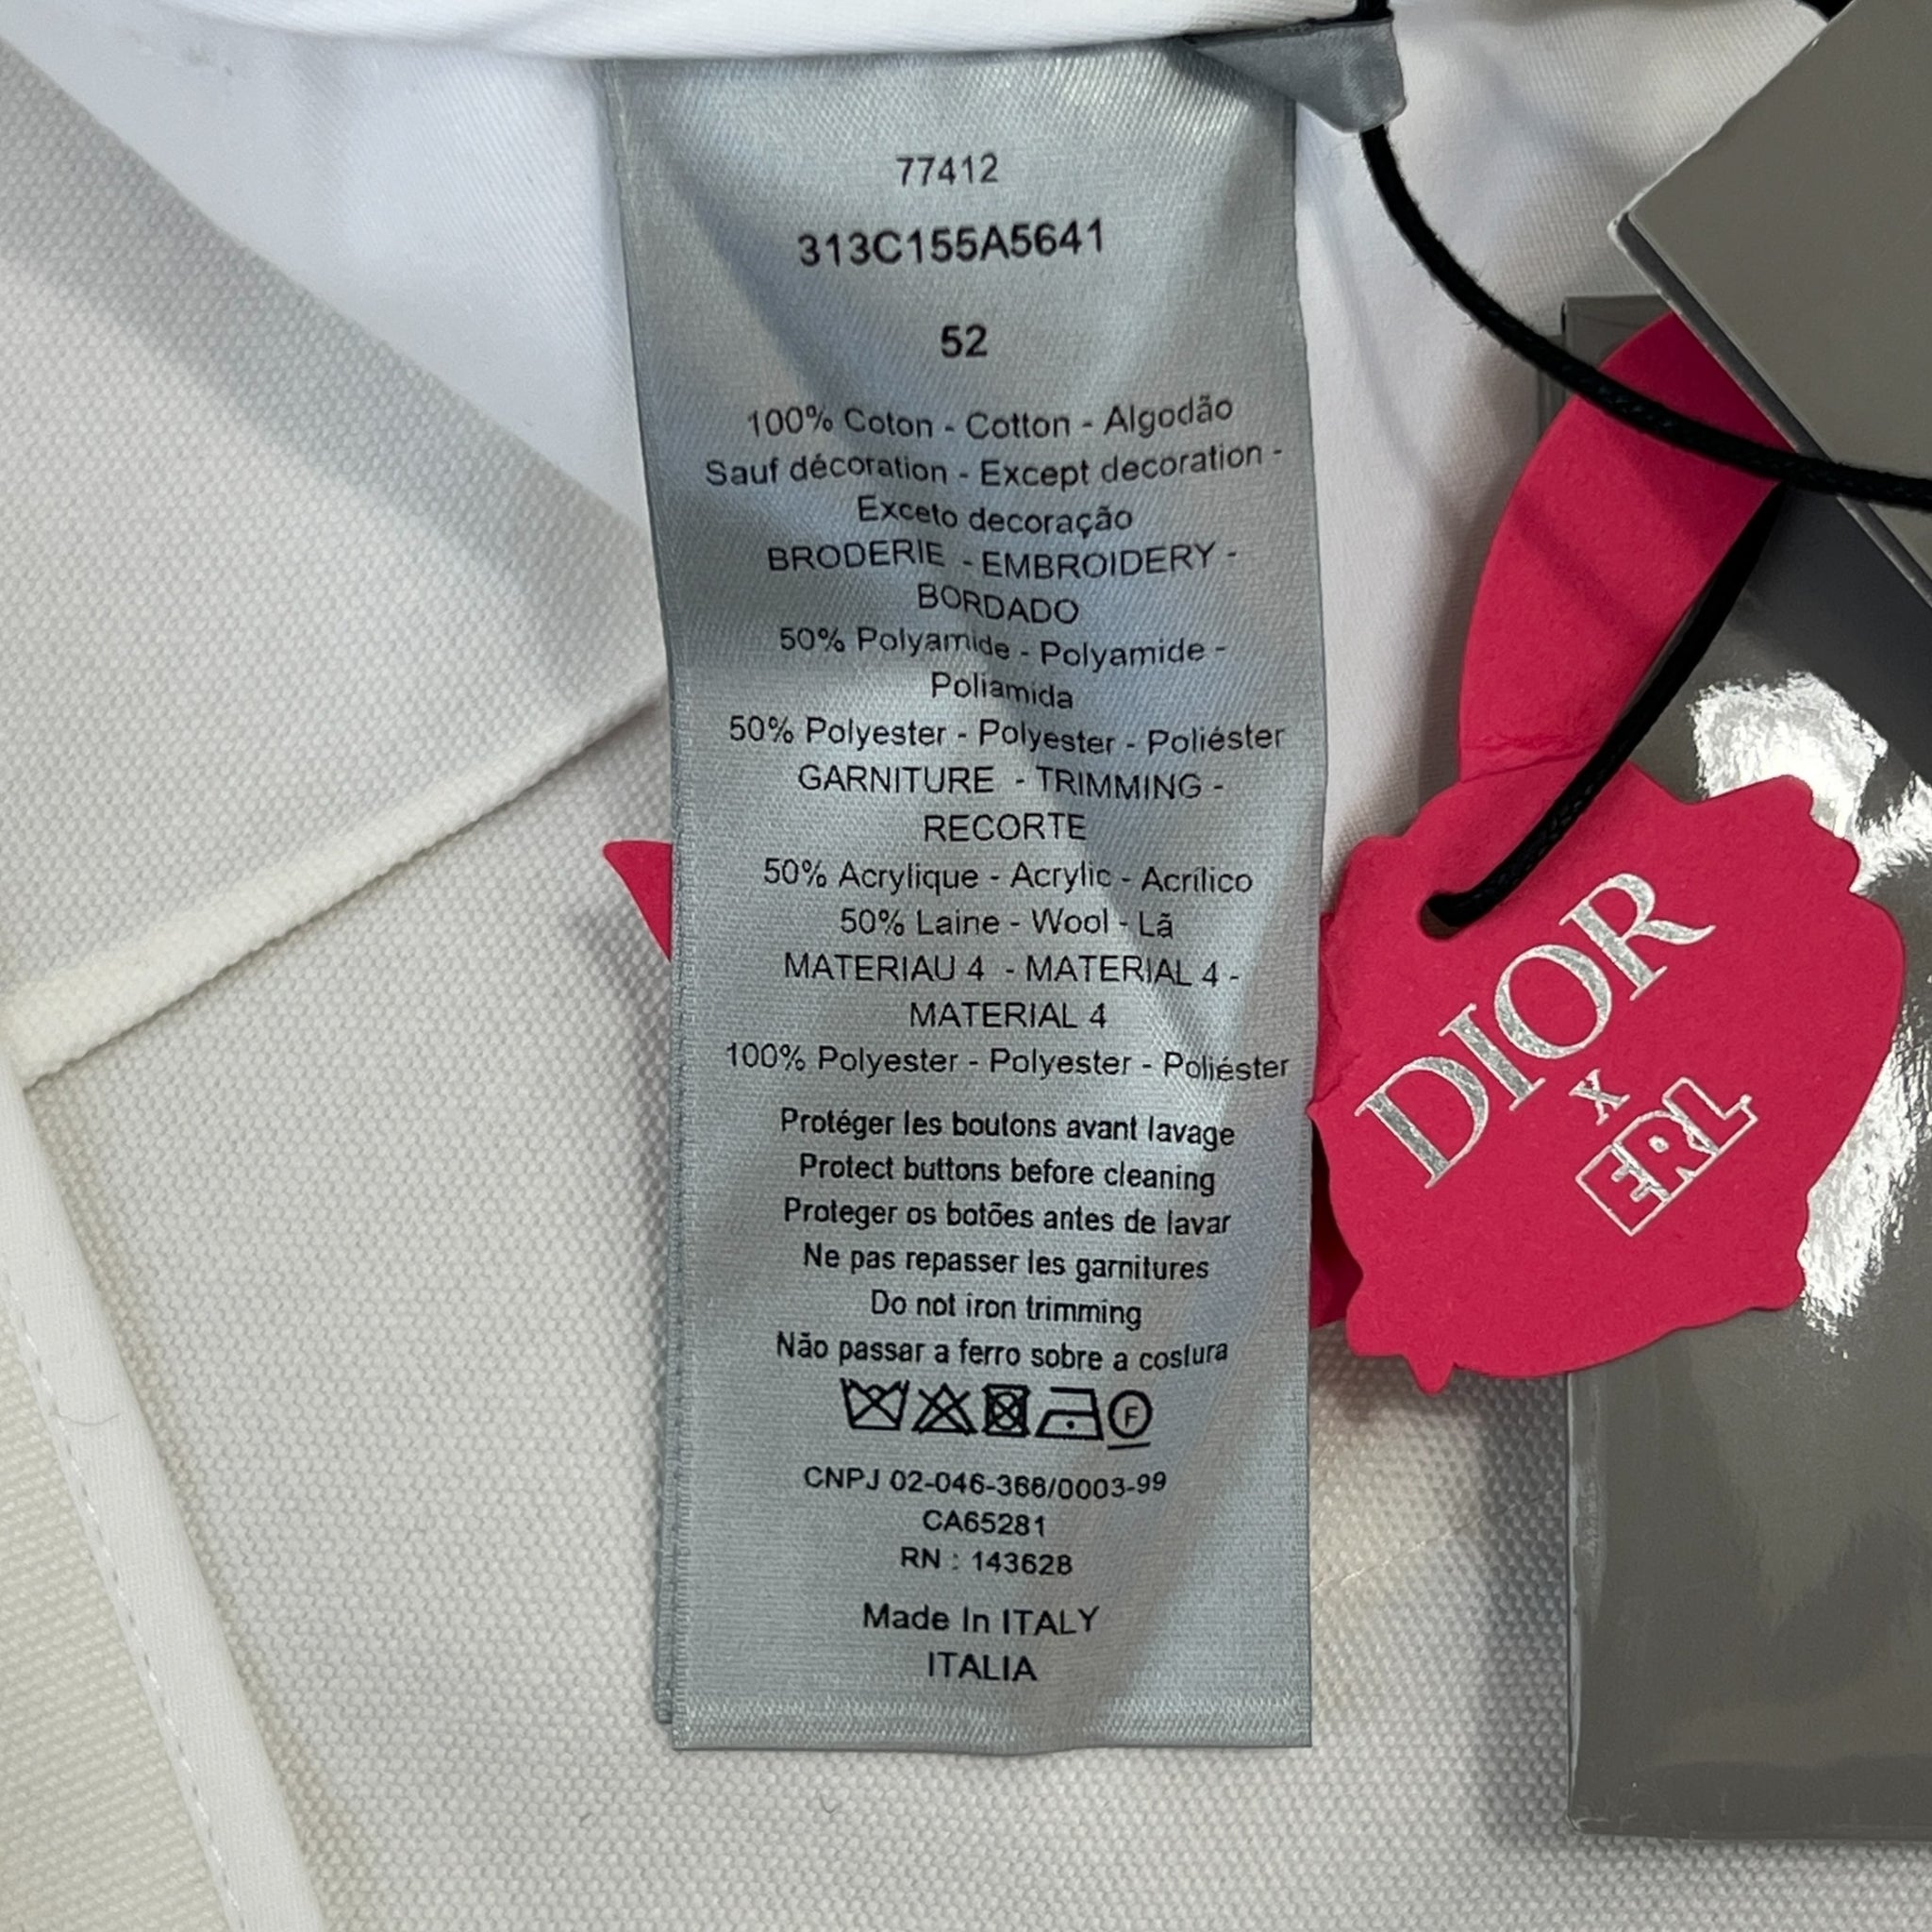 77412
313C155A5641
52
100% Coton - Cotton - Algodão
Sauf décoration - Except decoration -
Exceto decoração
BRODERIE - EMBROIDERY -
BORDADO
50% Polyamide - Polyamide -
Poliamida
50% Polyester - Polyester - Poliéster
GARNITURE - TRIMMING -
RECORTE
50% Acrylique - Acrylic - Acrílico
50% Laine - Wool - Lã
MATERIAU 4 - MATERIAL 4 -
MATERIAL 4
100% Polyester - Polyester - Poliéster
Protéger les boutons avant lavage
Protect buttons before cleaning
Proteger os botões antes de lavar
Ne pas repasser les garnitures
Do not iron trimming
Não passar a ferro sobre a costura
F
CNPJ 02-046-366/0003-99
CA65281
RN : 143628
Made In ITALY
ITALIA
DIOR
x
ERL